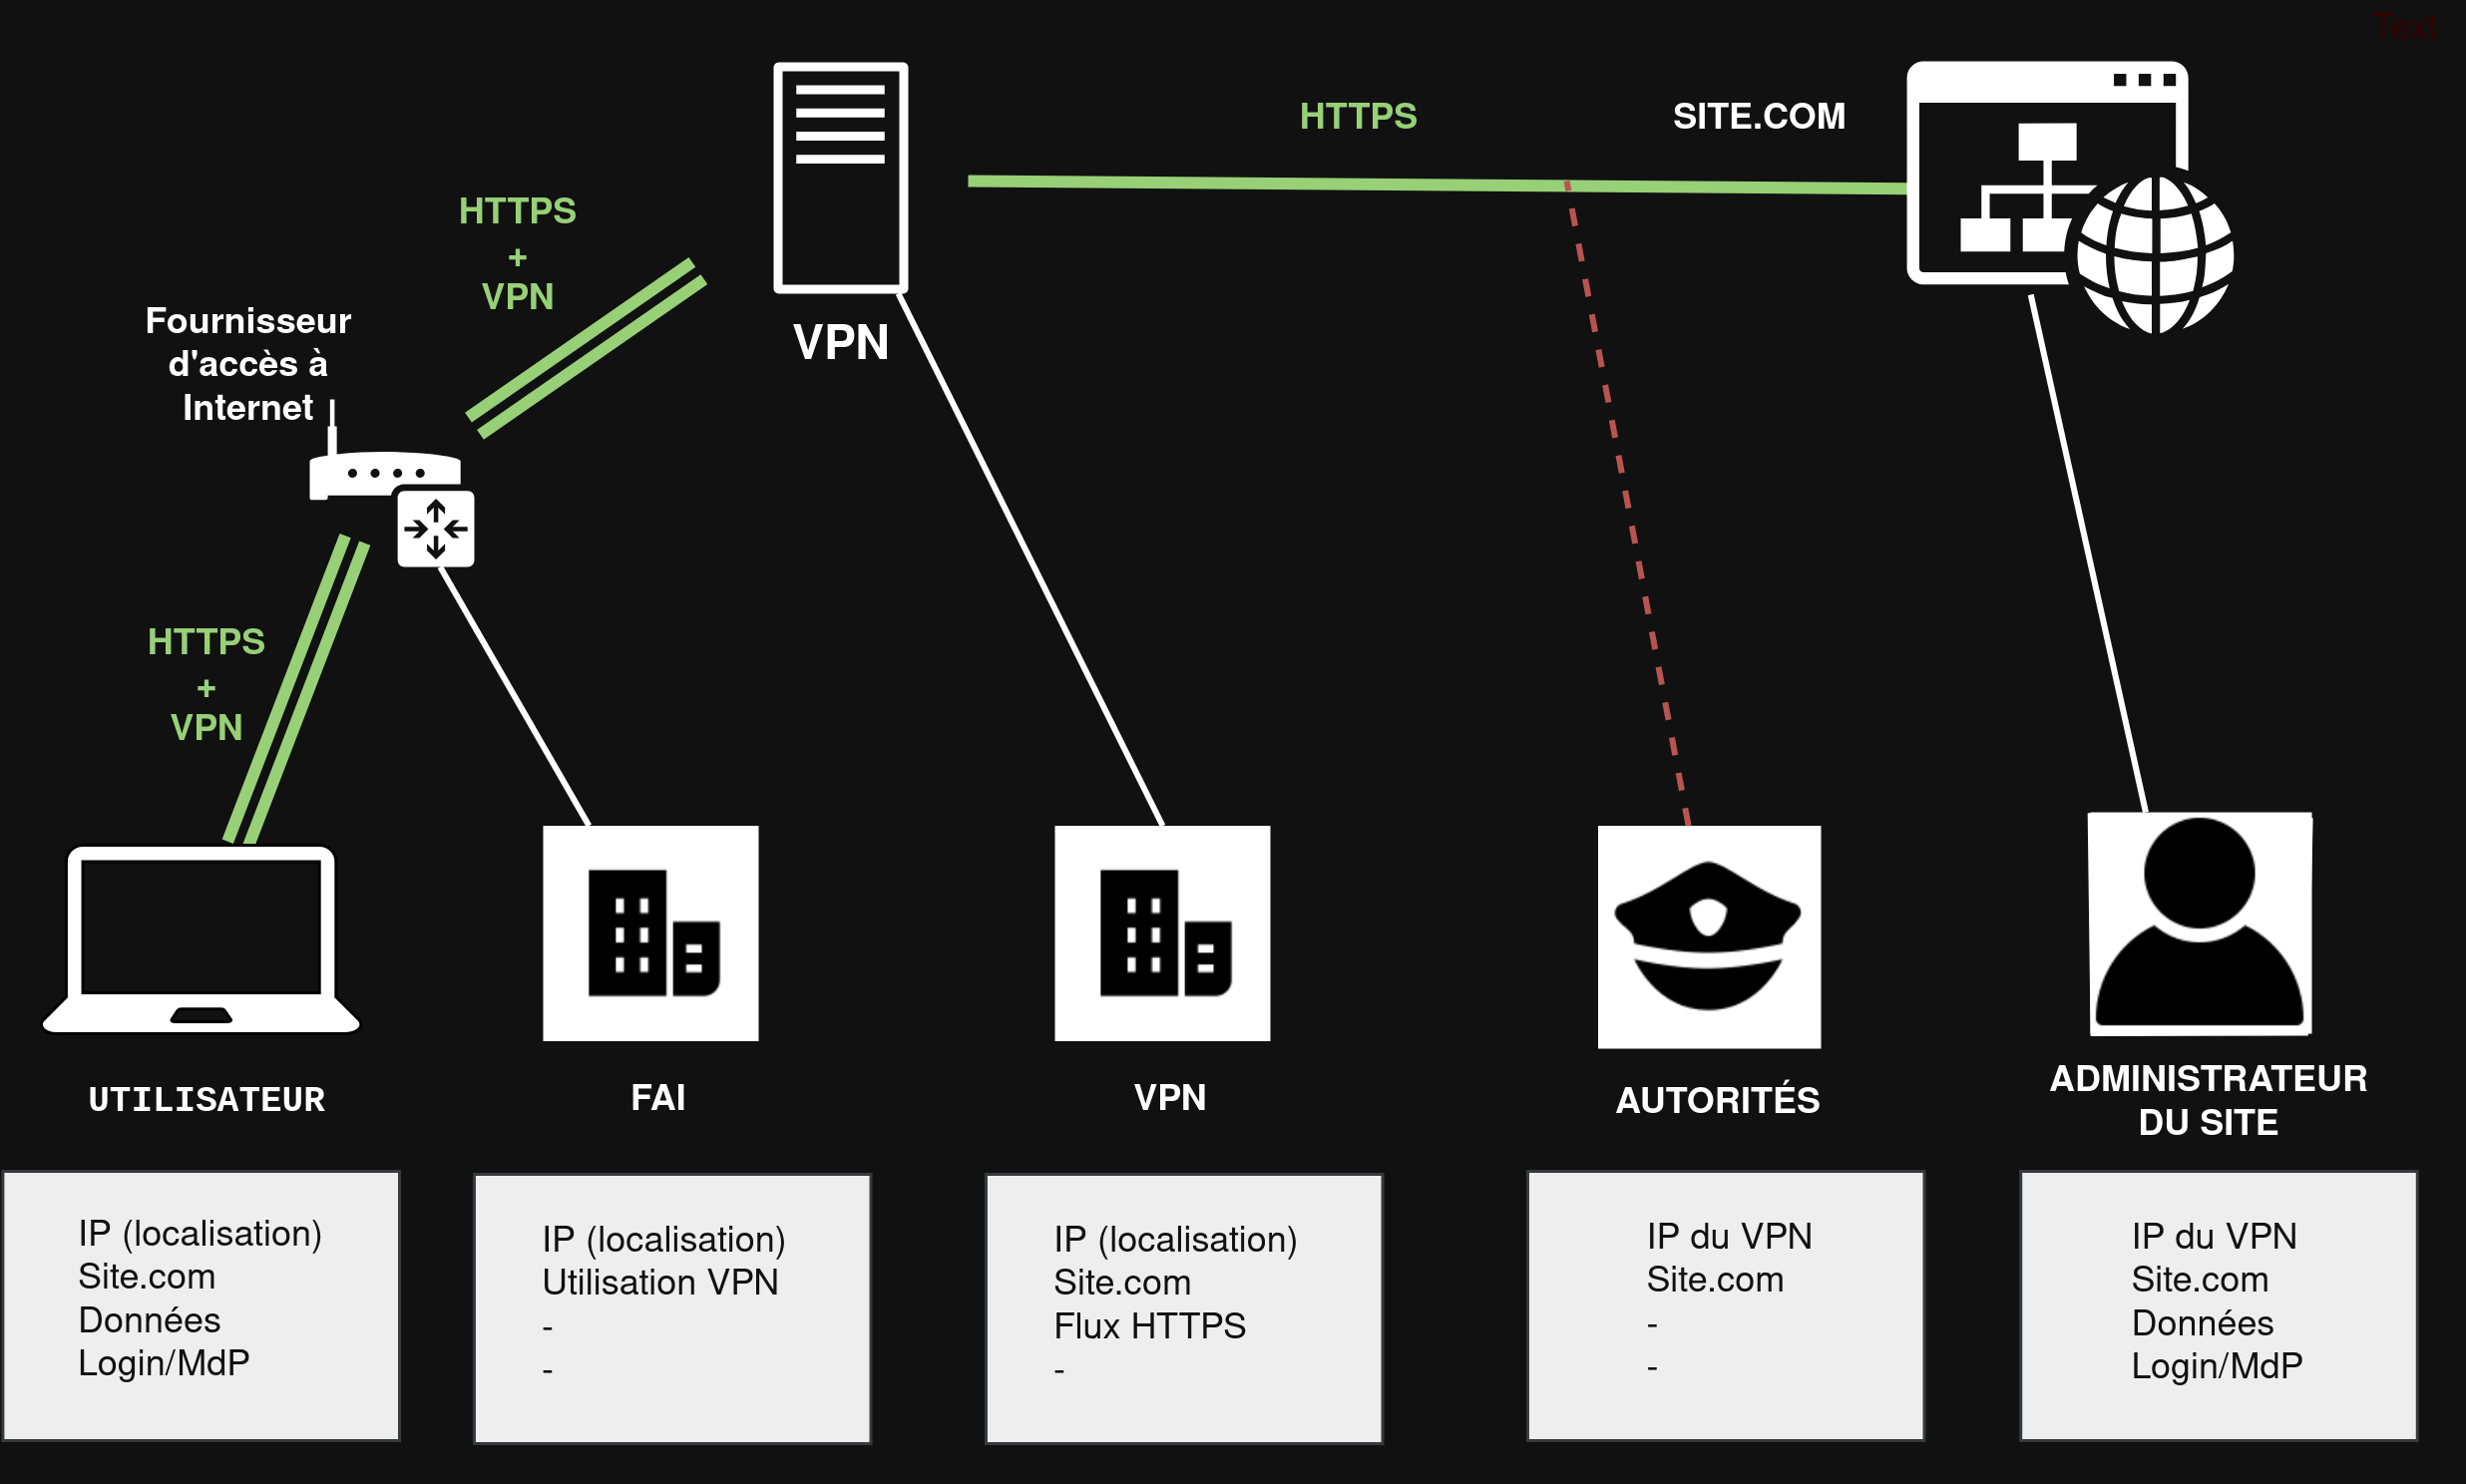 Text
HTTPS
SITE.COM
HTTPS
+
VPN
Fournisseur
d'accès à
Internet
VPN
HTTPS
+
VPN
UTILISATEUR
FAI
VPN
AUTORITÉS
ADMINISTRATEUR
DU SITE
IP (localisation)
Site.com
Données
Login/MdP
IP (localisation)
Utilisation VPN
-
-
IP (localisation)
Site.com
Flux HTTPS
-
IP du VPN
Site.com
-
-
IP du VPN
Site.com
Données
Login/MdP